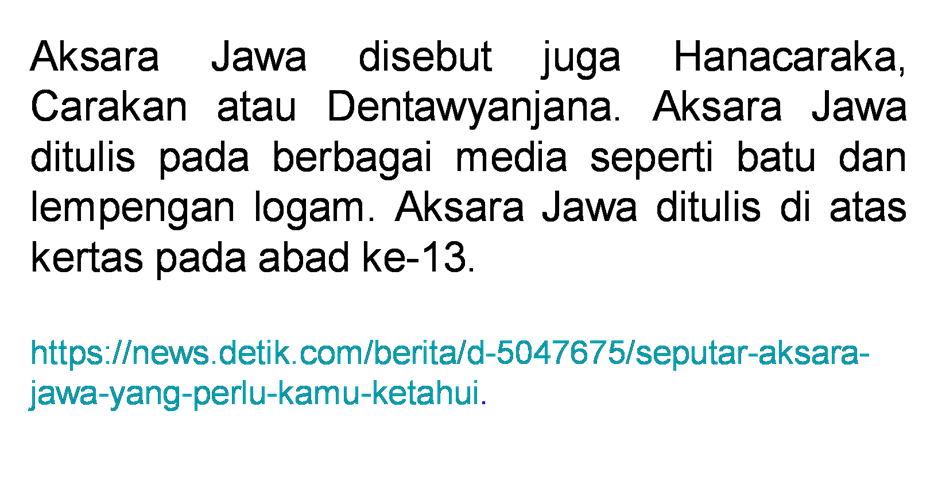 Aksara Jawa disebut juga Hanacaraka,
Carakan atau Dentawyanjana. Aksara Jawa
ditulis pada berbagai media seperti batu dan
lempengan logam. Aksara Jawa ditulis di atas
kertas pada abad ke-13.
https://news.detik.com/berita/d-5047675/seputar-aksara-
jawa-yang-perlu-kamu-ketahui.